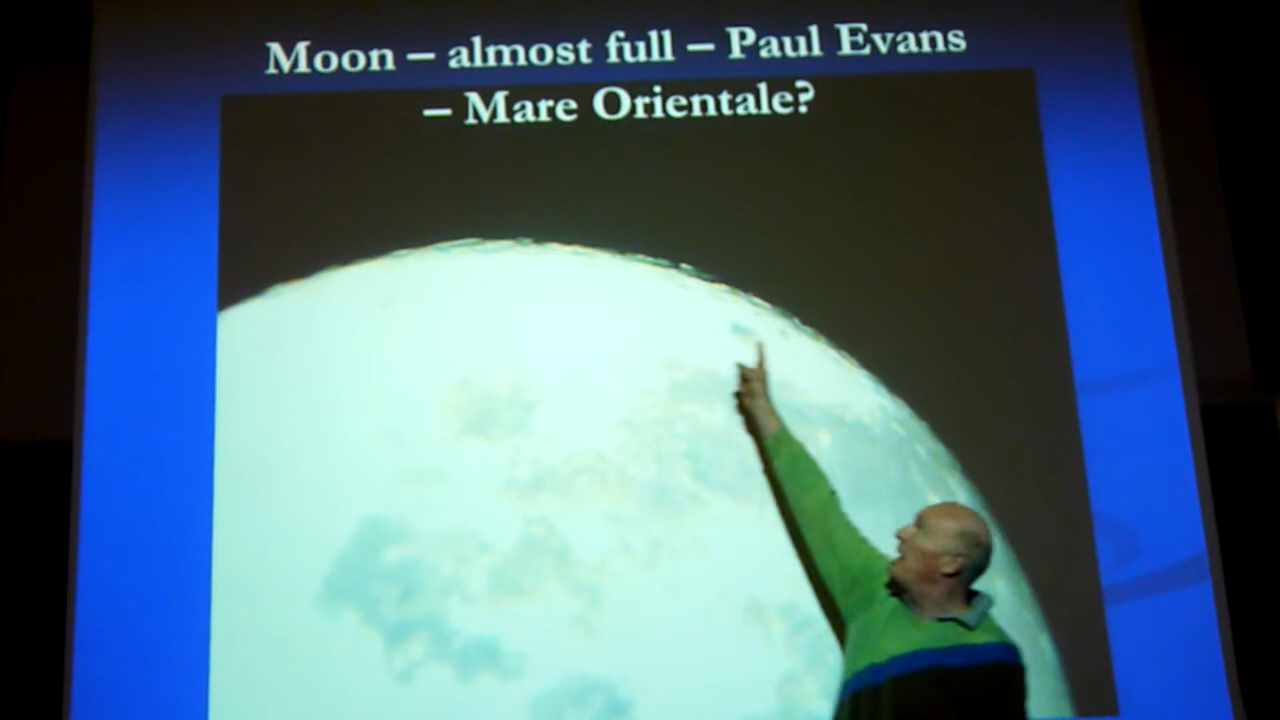 Moon – almost full – Paul Evans
– Mare Orientale?